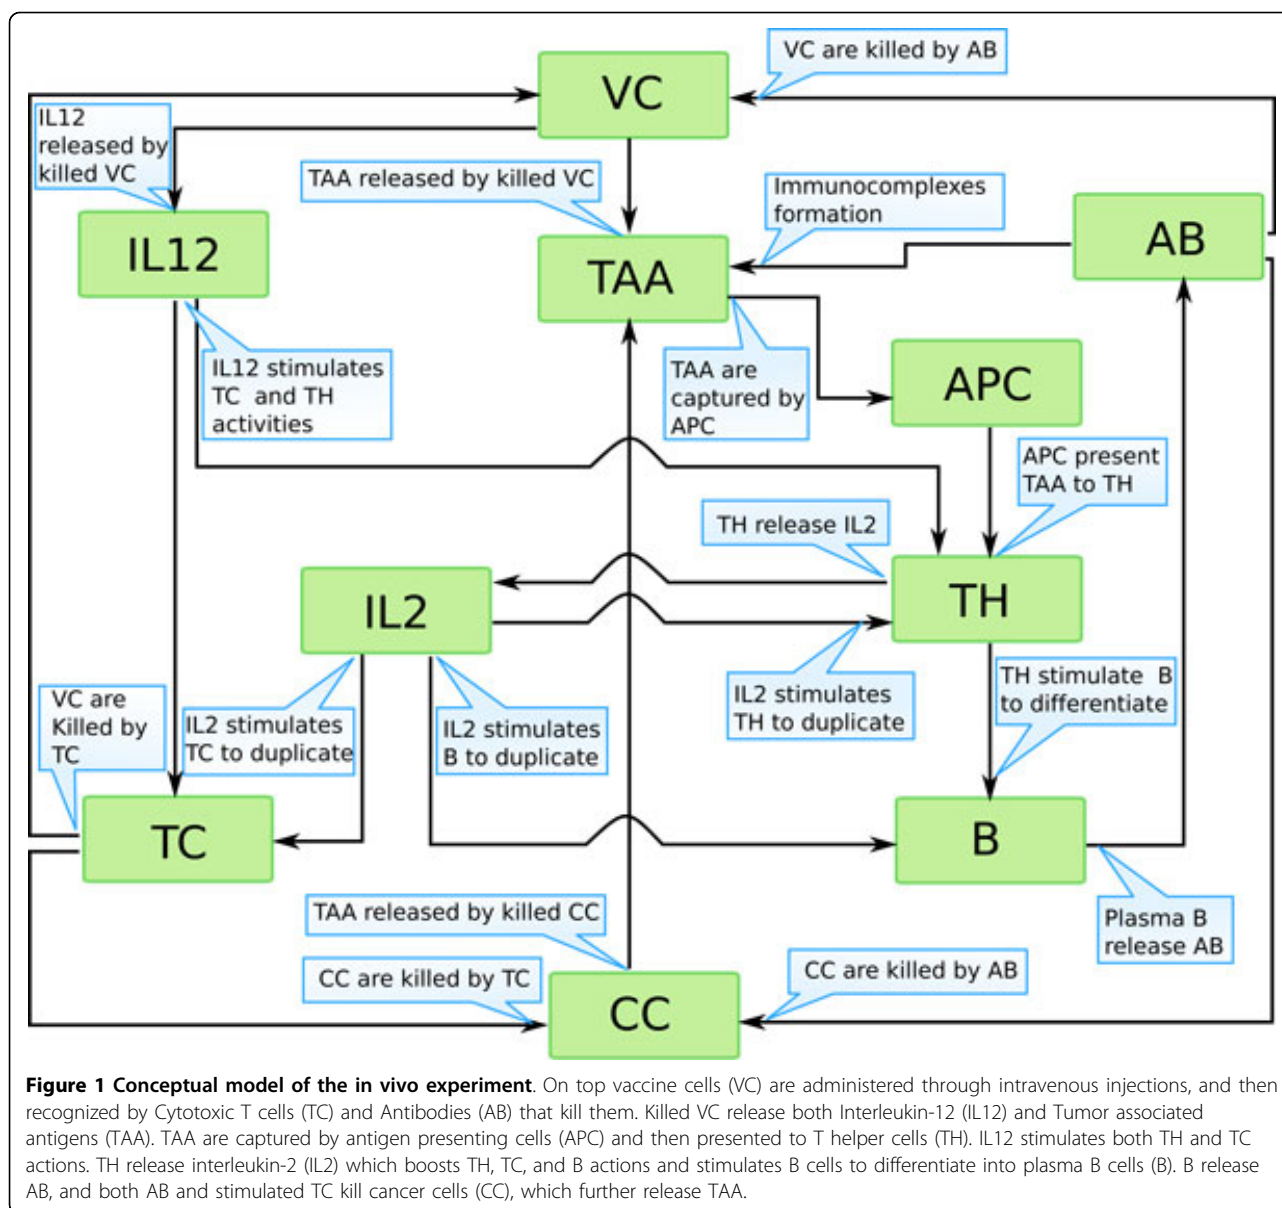 VC are killed by AB
VC
IL12
released by
killed VC
TAA released by killed VC
Immunocomplexes
formation
IL12
TAA
AB
IL12 stimulates
TC and TH
activities
TAA are
captured by
APC
APC
APC present
TAA to TH
TH release IL2
IL2
TH
VC are
Killed by
TC
IL2 stimulates
TC to duplicate
IL2 stimulates
B to duplicate
IL2 stimulates
TH to duplicate
TH stimulate B
to differentiate
TC
B
TAA released by killed CC
Plasma B
release AB
CC are killed by TC
CC are killed by AB
CC
Figure 1 Conceptual model of the in vivo experiment. On top vaccine cells (VC) are administered through intravenous injections, and then
recognized by Cytotoxic T cells (TC) and Antibodies (AB) that kill them. Killed VC release both Interleukin-12 (IL12) and Tumor associated
antigens (TAA). TAA are captured by antigen presenting cells (APC) and then presented to T helper cells (TH). IL12 stimulates both TH and TC
actions. TH release interleukin-2 (IL2) which boosts TH, TC, and B actions and stimulates B cells to differentiate into plasma B cells (B). B release
AB, and both AB and stimulated TC kill cancer cells (CC), which further release TAA.